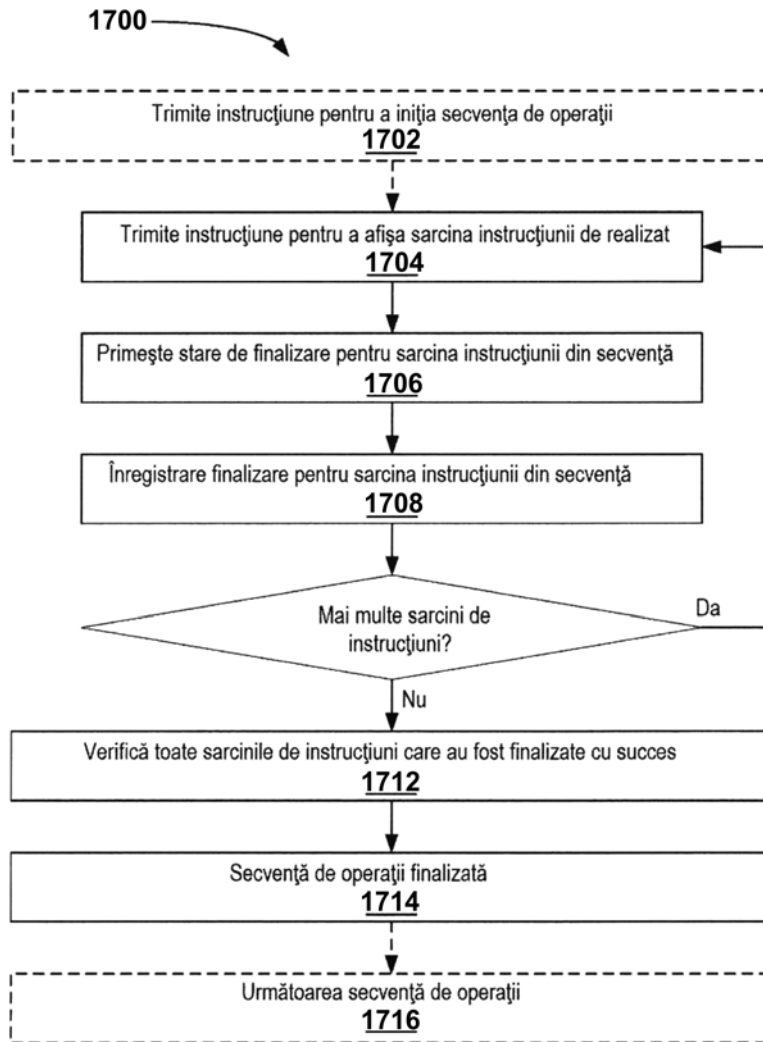 1700
Trimite instrucţiune pentru a iniţia secvenţa de operaţii
1702
Trimite instrucţiune pentru a afişa sarcina instrucţiunii de realizat
1704
Primeşte stare de finalizare pentru sarcina instrucţiunii din secvenţă
1706
Înregistrare finalizare pentru sarcina instrucţiunii din secvenţă
1708
Mai multe sarcini de
instrucţiuni?
Da
Nu
Verifică toate sarcinile de instrucţiuni care au fost finalizate cu succes
1712
Secvenţă de operaţii finalizată
1714
Următoarea secvenţă de operaţii
1716